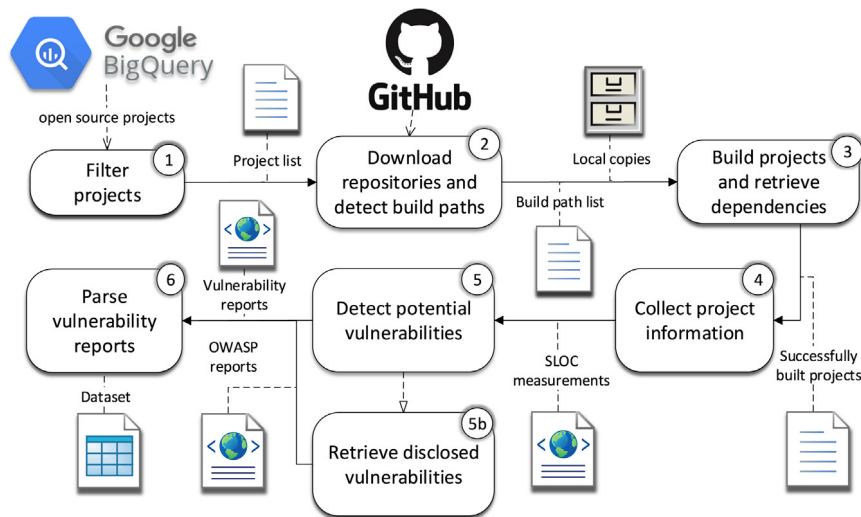 Google
BigQuery
GitHub
open source projects
1
Filter
projects
Project list
2
Download
repositories and
detect build paths
Local copies
Build path list
3
Build projects
and retrieve
dependencies
Successfully
built projects
4
Collect project
information
SLOC
measurements
5
Detect potential
vulnerabilities
5b
Retrieve disclosed
vulnerabilities
Vulnerability
reports
OWASP
reports
6
Parse
vulnerability
reports
Dataset